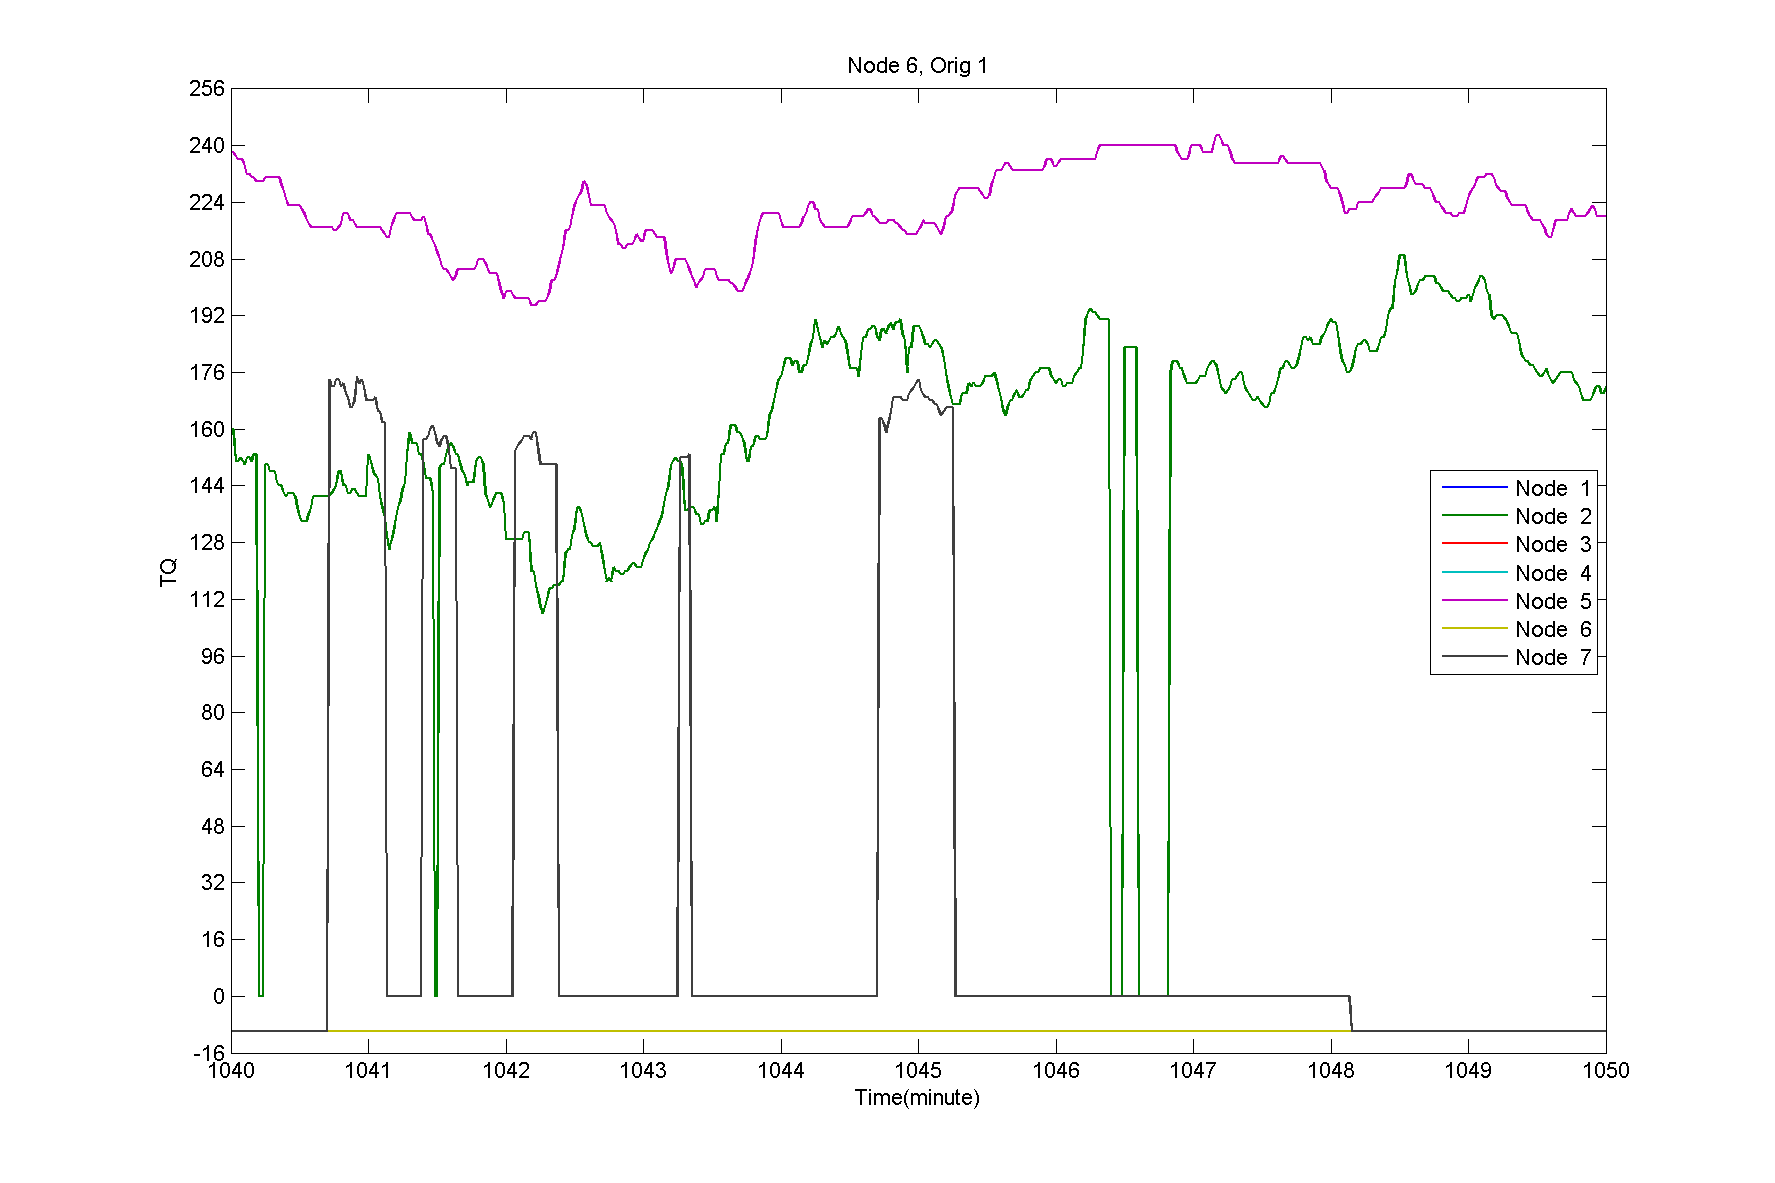 Node 6, Orig 1
256
240
224
208
192
176
160
144
128
112
96
80
64
48
32
16
0
-16
TQ
Node 1
Node 2
Node 3
Node 4
Node 5
Node 6
Node 7
1040 1041 1042 1043 1044 1045 1046 1047 1048 1049 1050
Time(minute)